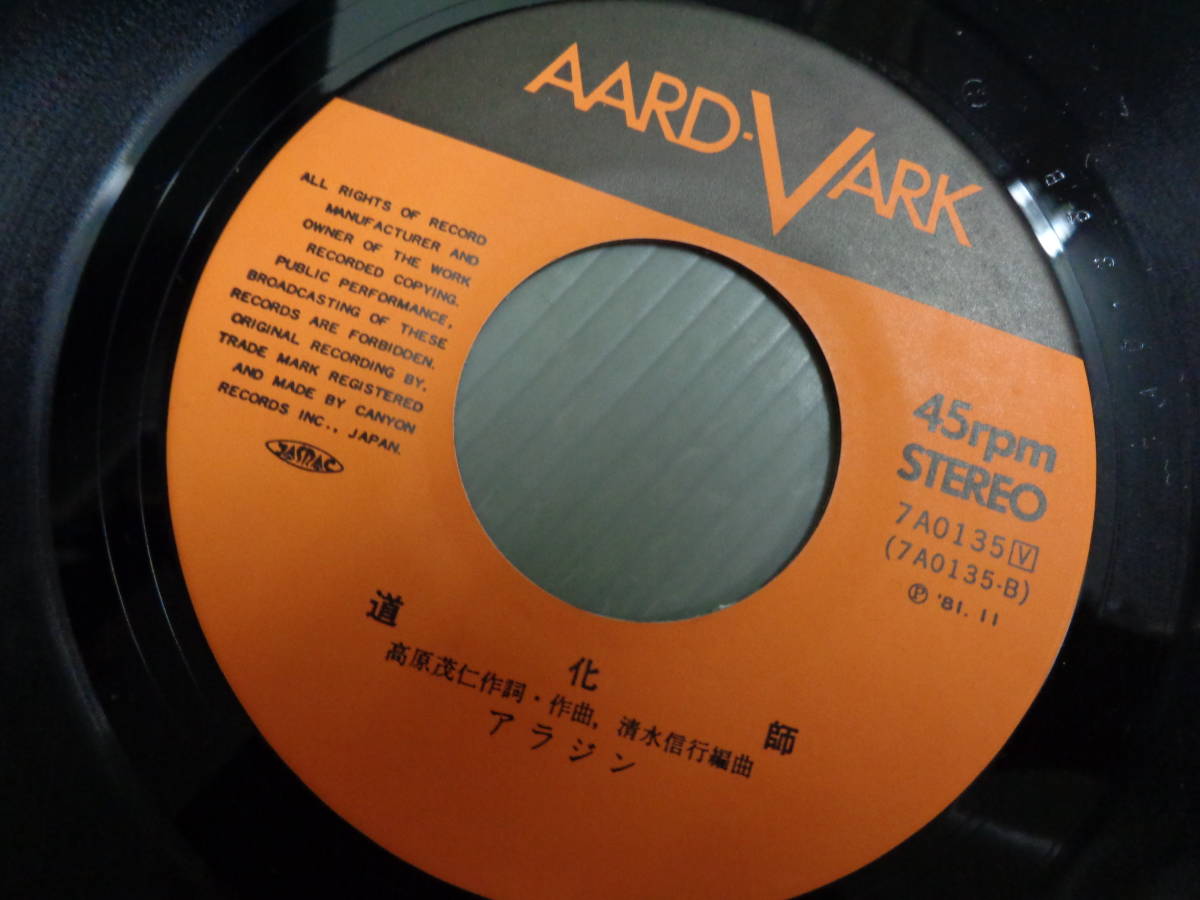 AARD-VARK
ALL RIGHTS OF RECORD
MANUFACTURER AND
OWNER OF THE WORK
RECORDED COPYING.
PUBLIC PERFORMANCE,
BROADCASTING OF THESE
RECORDS ARE FORBIDDEN.
ORIGINAL RECORDING BY,
TRADE MARK REGISTERED
AND MADE BY CANYON
RECORDS INC., JAPAN.
JASRAC
45rpm
STEREO
7A0135 V
(7A0135-B)
℗ '81. 11
道化師
高原茂仁作詞・作曲, 清水信行編曲
アラジン